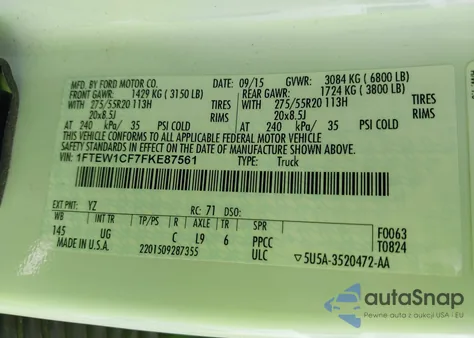 MFD. BY FORD MOTOR CO. 09/15 GVWR: 3084 KG ( 6800 LB)
FRONT GAWR: 1429 KG ( 3150 LB) REAR GAWR: 1724 KG ( 3800 LB)
WITH 275/55R20 113H TIRES WITH 275/55R20 113H TIRES
20x8.5J RIMS 20x8.5J RIMS
AT 240 kPa/ 35 PSI COLD AT 240 kPa/ 35 PSI COLD
THIS VEHICLE CONFORMS TO ALL APPLICABLE FEDERAL MOTOR VEHICLE
SAFETY STANDARDS IN EFFECT ON THE DATE OF MANUFACTURE SHOWN ABOVE.
VIN: 1FTEW1CF7FKE87561 TYPE: Truck
EXT PNT: YZ RC: 71 DSO:
WB INT TR TP/PS R AXLE TR SPR F0063
145 UG C L9 6 PPCC T0824
MADE IN U.S.A. 2201509287355 ULC ▽5U5A-3520472-AA
autoSnap
Pewne auto z USA i EU